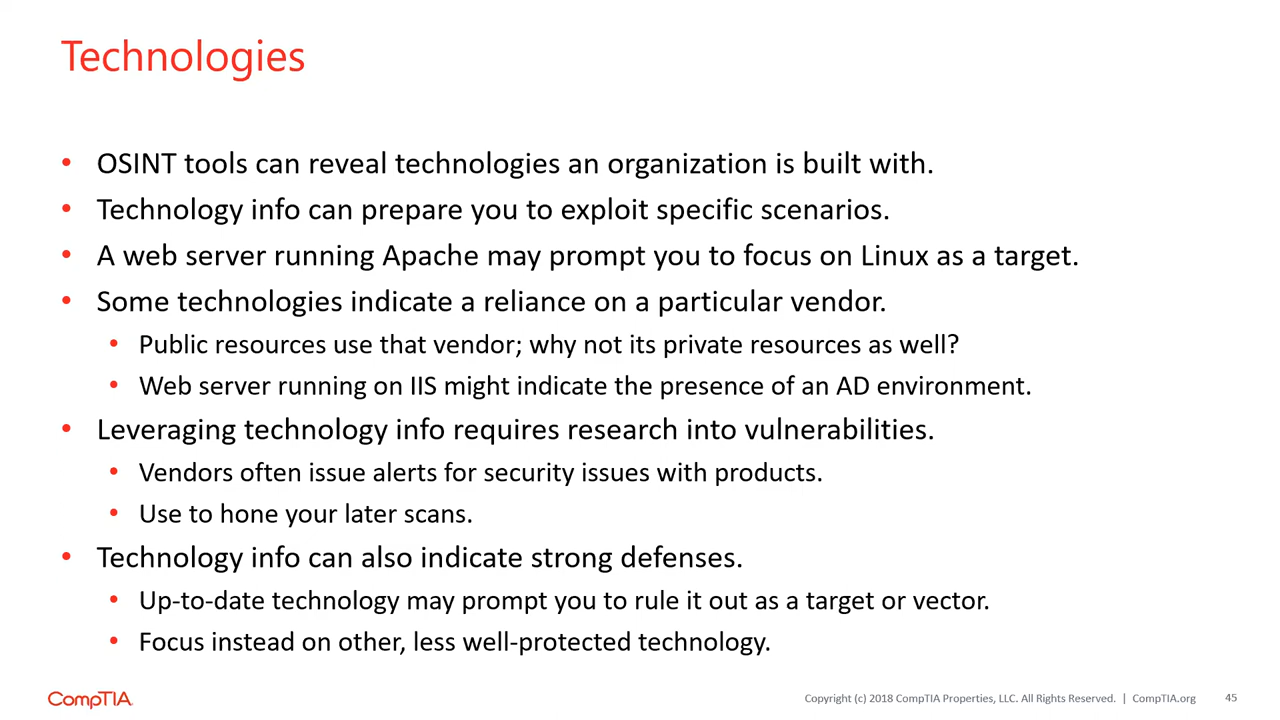 Technologies
• OSINT tools can reveal technologies an organization is built with.
• Technology info can prepare you to exploit specific scenarios.
• A web server running Apache may prompt you to focus on Linux as a target.
• Some technologies indicate a reliance on a particular vendor.
• Public resources use that vendor; why not its private resources as well?
• Web server running on IIS might indicate the presence of an AD environment.
• Leveraging technology info requires research into vulnerabilities.
• Vendors often issue alerts for security issues with products.
• Use to hone your later scans.
• Technology info can also indicate strong defenses.
• Up-to-date technology may prompt you to rule it out as a target or vector.
• Focus instead on other, less well-protected technology.
CompTIA. Copyright (c) 2018 CompTIA Properties, LLC. All Rights Reserved. | CompTIA.org 45